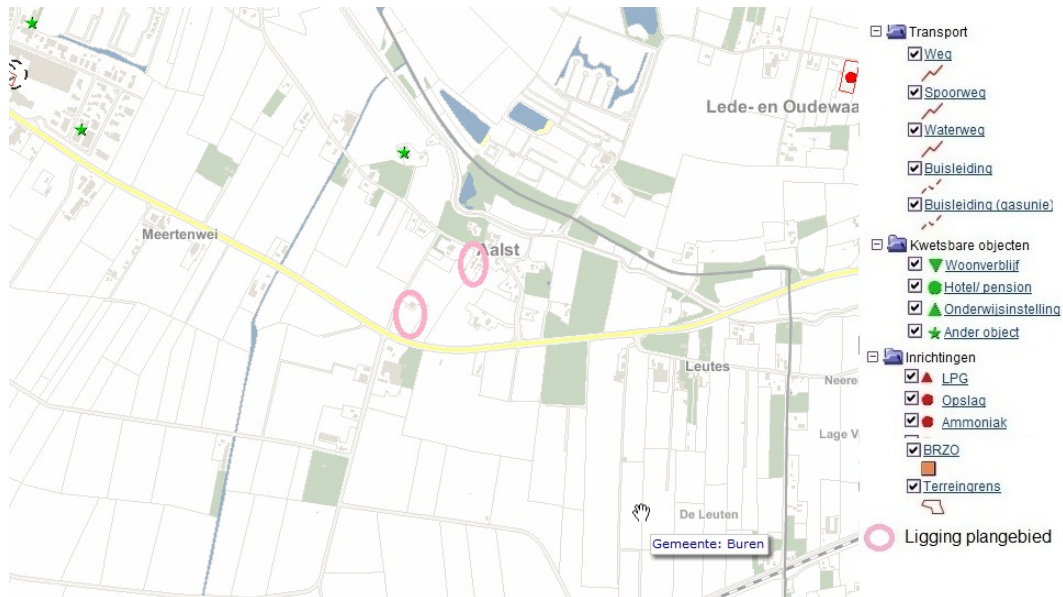 Lede- en Oudewaa
Meertenwei
Aalst
Leutes
Neere
Lage V
De Leuten
Gemeente: Buren
Transport
Weg
Spoorweg
Waterweg
Buisleiding
Buisleiding (gasunie)
Kwetsbare objecten
Woonverblijf
Hotel/ pension
Onderwijsinstelling
Ander object
Inrichtingen
LPG
Opslag
Ammoniak
BRZO
Terreingrens
Ligging plangebied